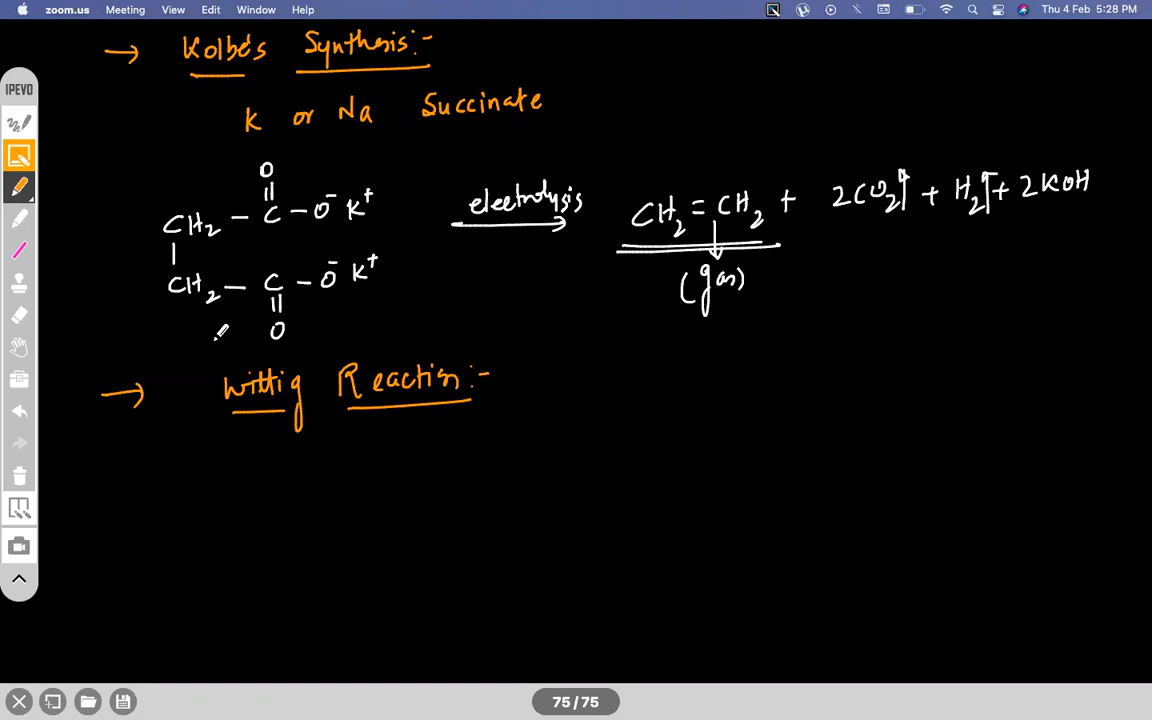 zoom.us Meeting View Edit Window Help Thu 4 Feb 5:28 PM
IPEVO
→ Kolbe's Synthesis:-
K or Na Succinate
O
||
CH₂ – C – O⁻ K⁺ electrolysis → CH₂ = CH₂ + 2CO₂↑ + H₂↑ + 2KOH
|
CH₂ – C – O⁻ K⁺ (gas)
||
O
→ Wittig Reaction:-
75/75